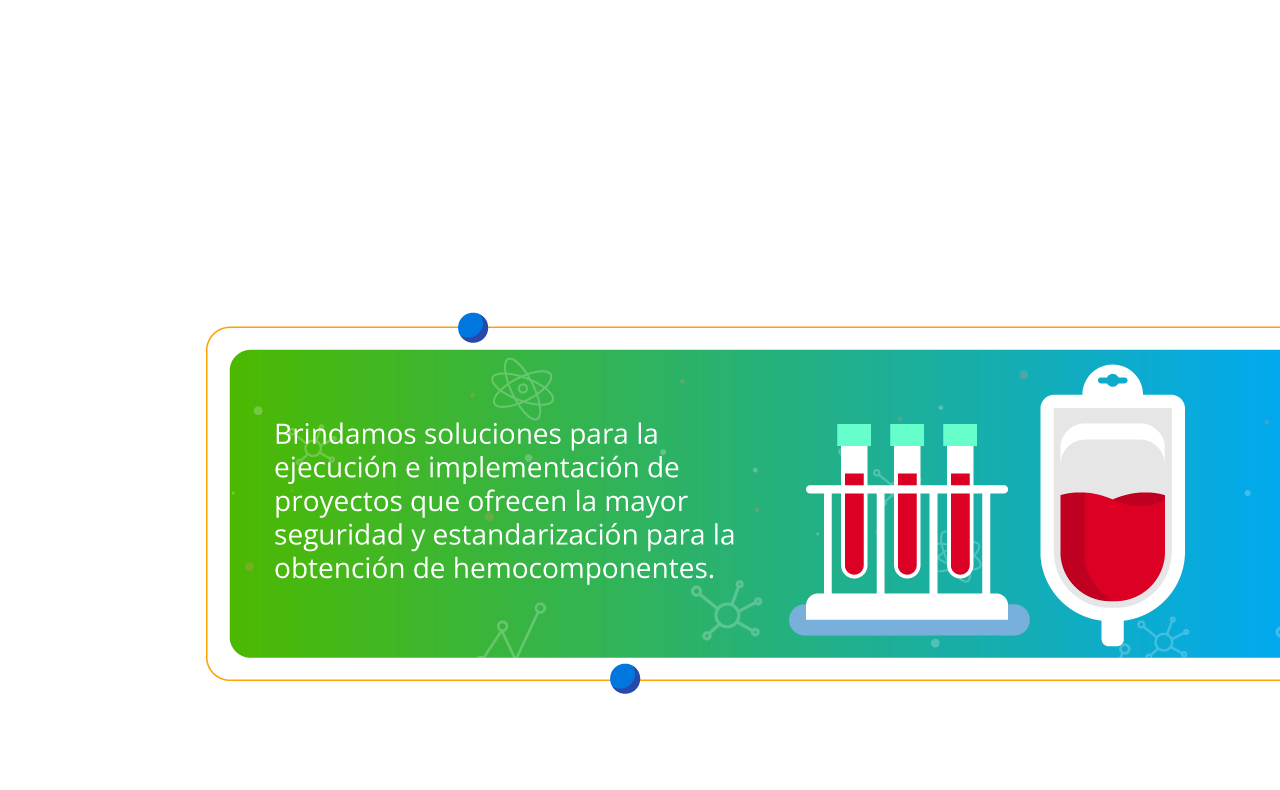 Brindamos soluciones para la
ejecución e implementación de
proyectos que ofrecen la mayor
seguridad y estandarización para la
obtención de hemocomponentes.